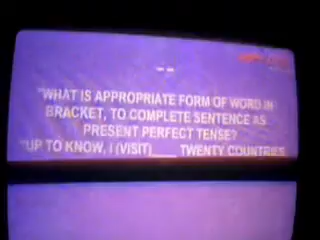 "WHAT IS APPROPRIATE FORM OF WORD IN
BRACKET, TO COMPLETE SENTENCE AS
PRESENT PERFECT TENSE?
"UP TO KNOW, I (VISIT)____ TWENTY COUNTRIES